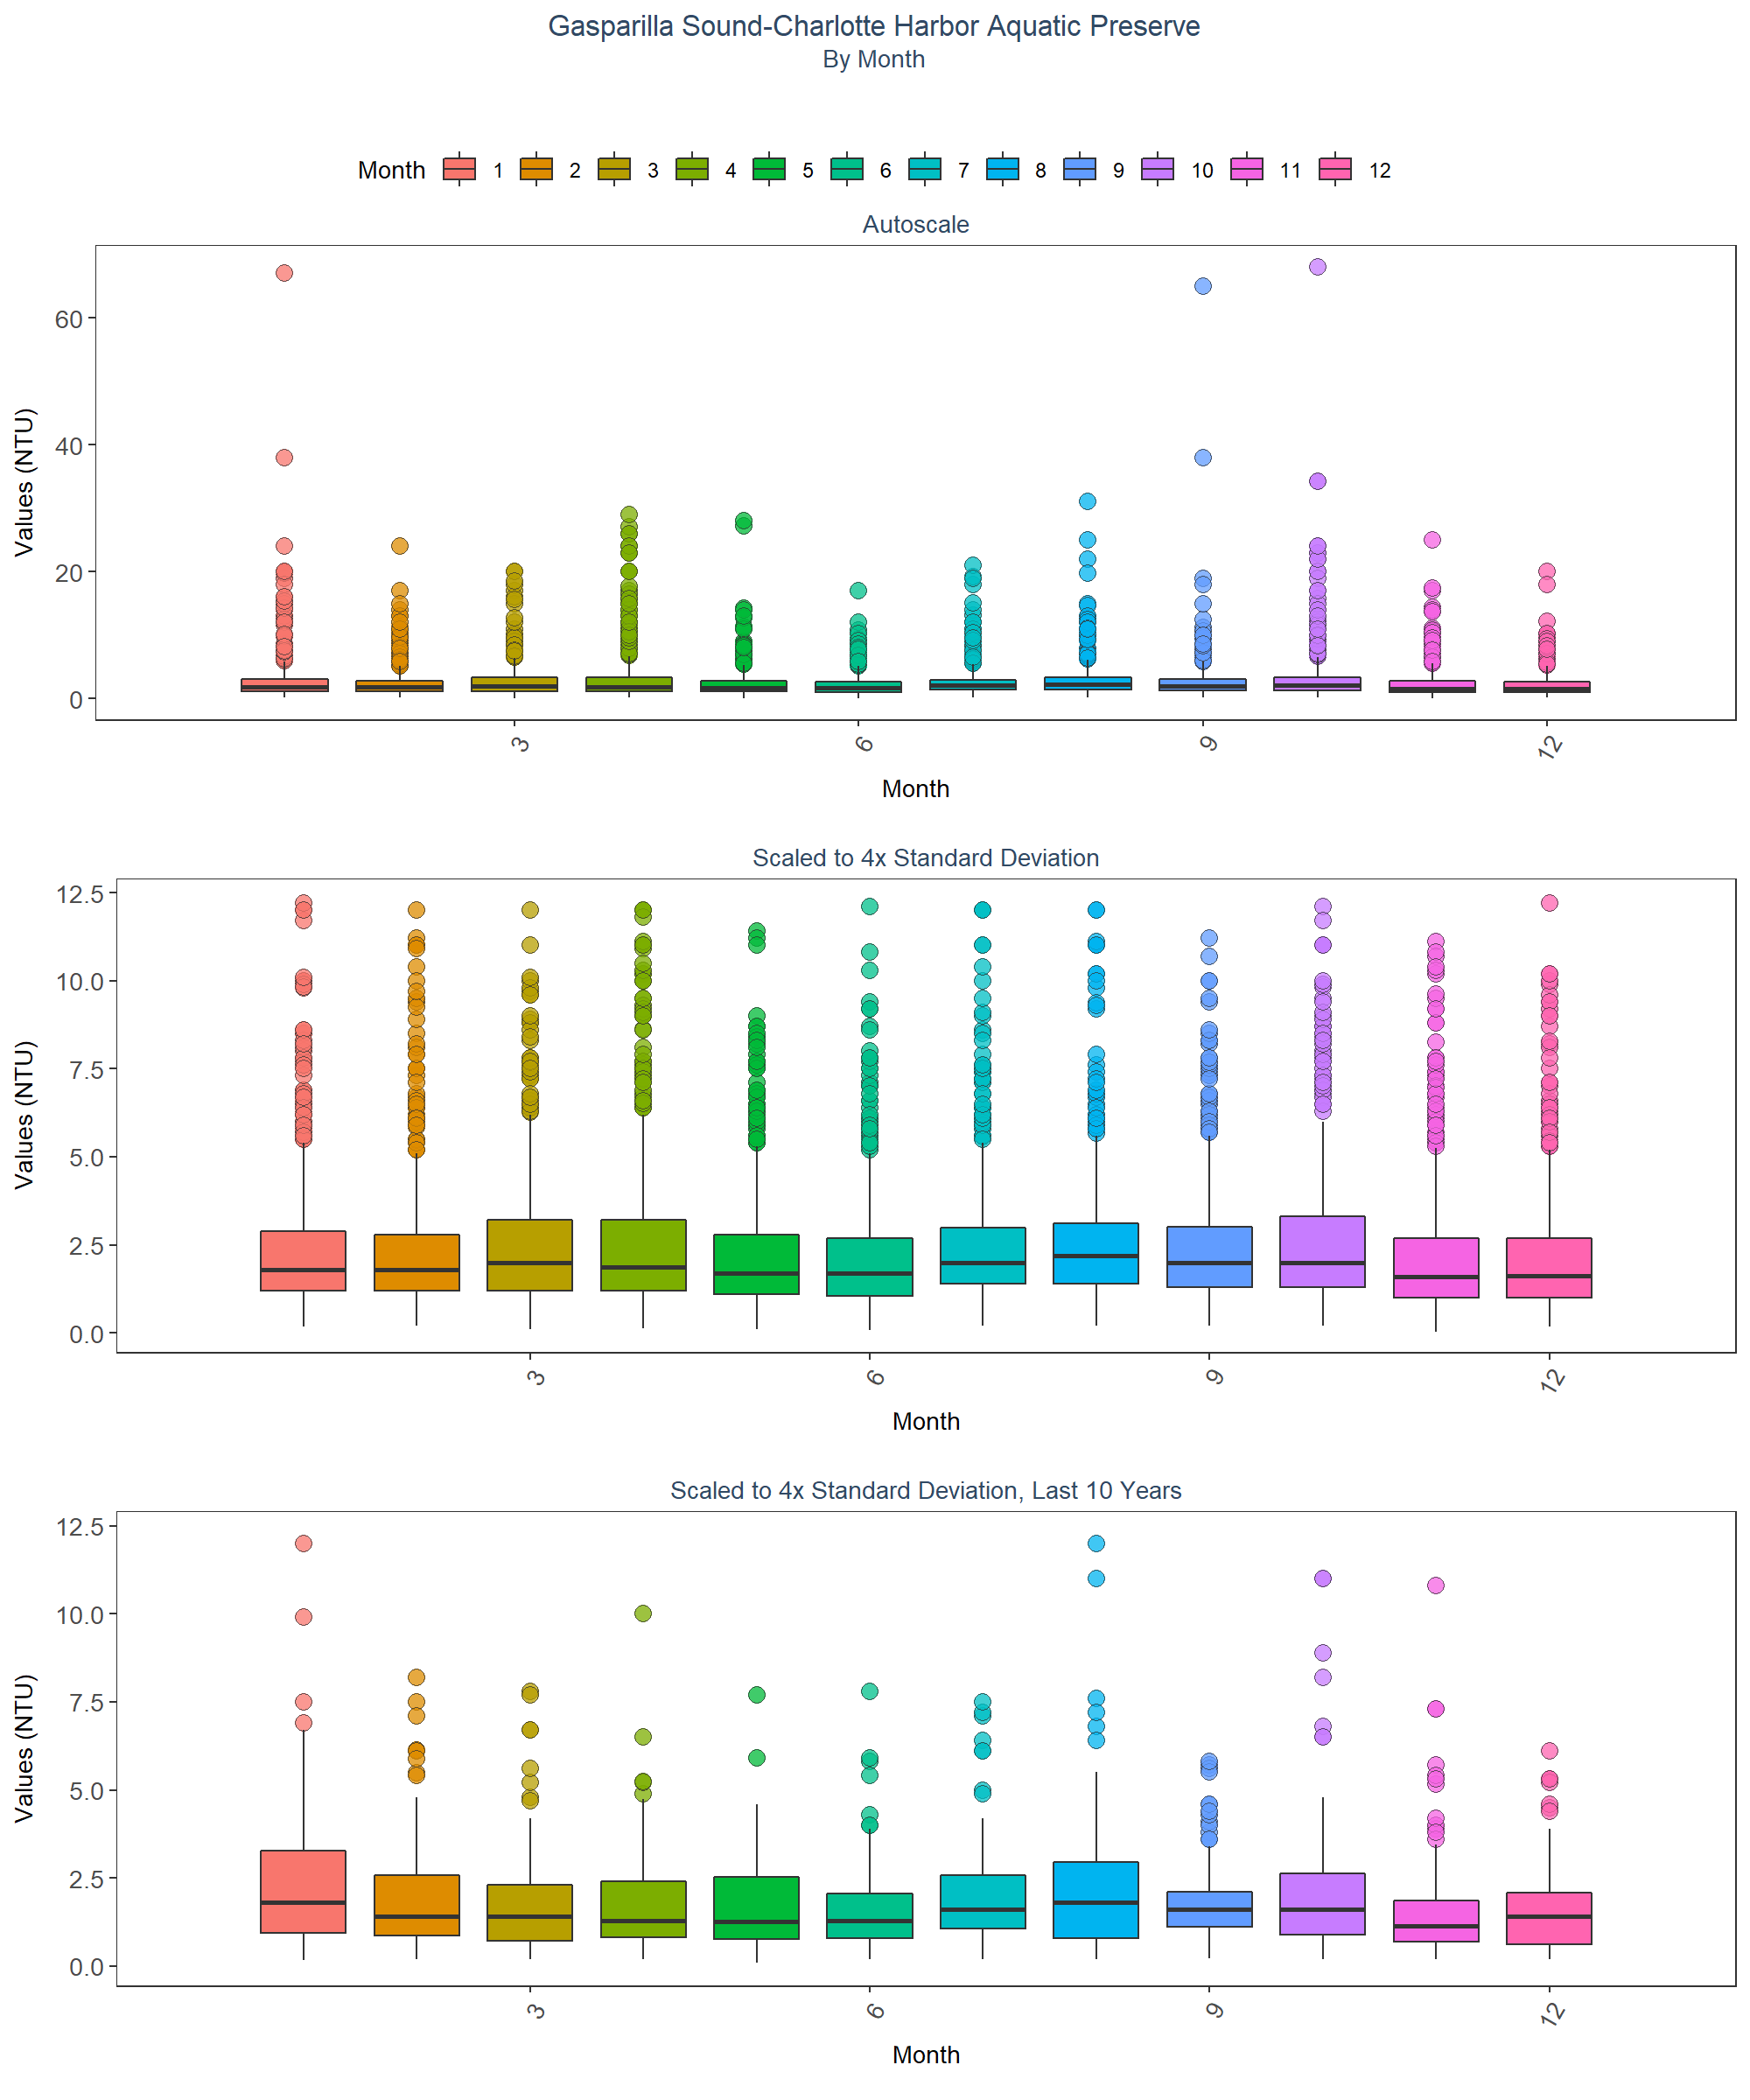 Gasparilla Sound-Charlotte Harbor Aquatic Preserve
By Month
Month 1 2 3 4 5 6 7 8 9 10 11 12
Autoscale
Values (NTU)
60
40
20
0
3 6 9 12
Month
Scaled to 4x Standard Deviation
Values (NTU)
12.5
10.0
7.5
5.0
2.5
0.0
3 6 9 12
Month
Scaled to 4x Standard Deviation, Last 10 Years
Values (NTU)
12.5
10.0
7.5
5.0
2.5
0.0
3 6 9 12
Month